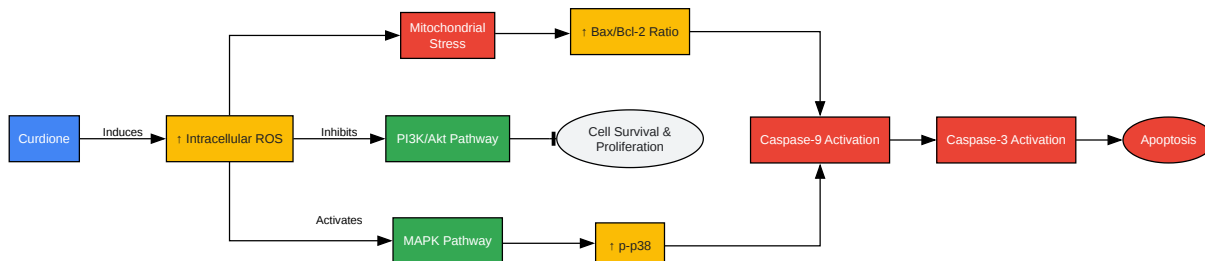 Mitochondrial
Stress
↑ Bax/Bcl-2 Ratio
Curdione
Induces
↑ Intracellular ROS
Inhibits
PI3K/Akt Pathway
Cell Survival &
Proliferation
Caspase-9 Activation
Caspase-3 Activation
Apoptosis
Activates
MAPK Pathway
↑ p-p38